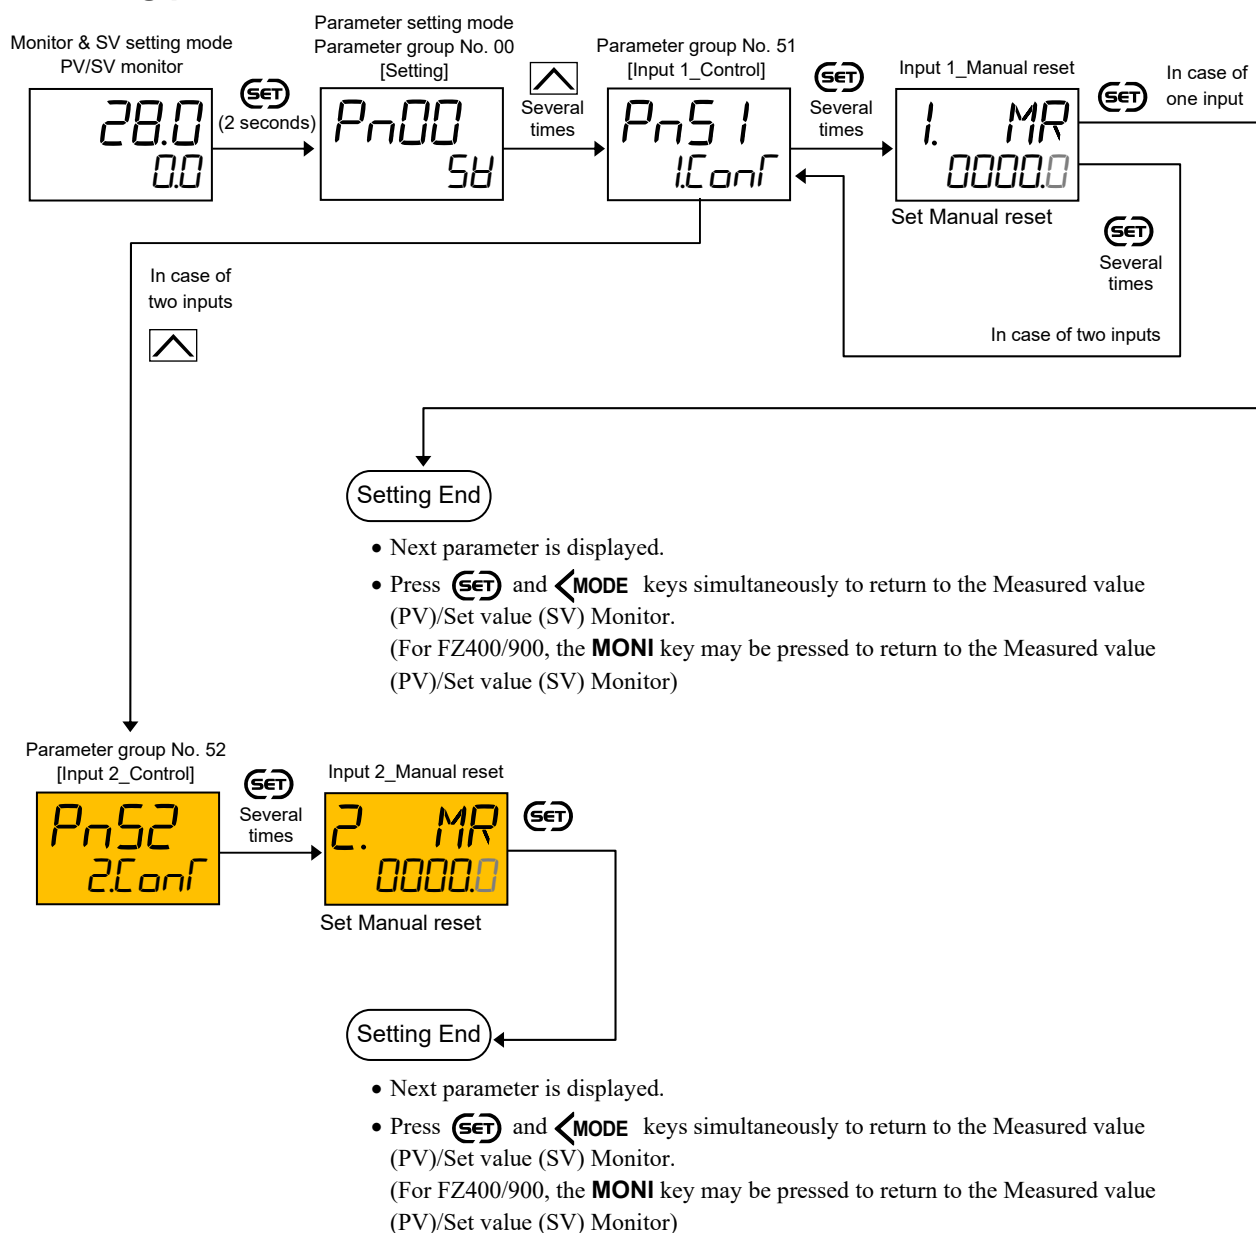 Monitor & SV setting mode
PV/SV monitor
28.0
0.0
SET
(2 seconds)
Parameter setting mode
Parameter group No. 00
[Setting]
Pn00
SV
Several
times
Parameter group No. 51
[Input 1_Control]
Pn51
1.Cont
SET
Several
times
Input 1_Manual reset
1. MR
0000.0
Set Manual reset
SET
In case of
one input
SET
Several
times
In case of two inputs
In case of
two inputs
Setting End
• Next parameter is displayed.
• Press SET and <MODE keys simultaneously to return to the Measured value
(PV)/Set value (SV) Monitor.
(For FZ400/900, the MONI key may be pressed to return to the Measured value
(PV)/Set value (SV) Monitor)
Parameter group No. 52
[Input 2_Control]
Pn52
2.Cont
SET
Several
times
Input 2_Manual reset
2. MR
0000.0
Set Manual reset
SET
Setting End
• Next parameter is displayed.
• Press SET and <MODE keys simultaneously to return to the Measured value
(PV)/Set value (SV) Monitor.
(For FZ400/900, the MONI key may be pressed to return to the Measured value
(PV)/Set value (SV) Monitor)